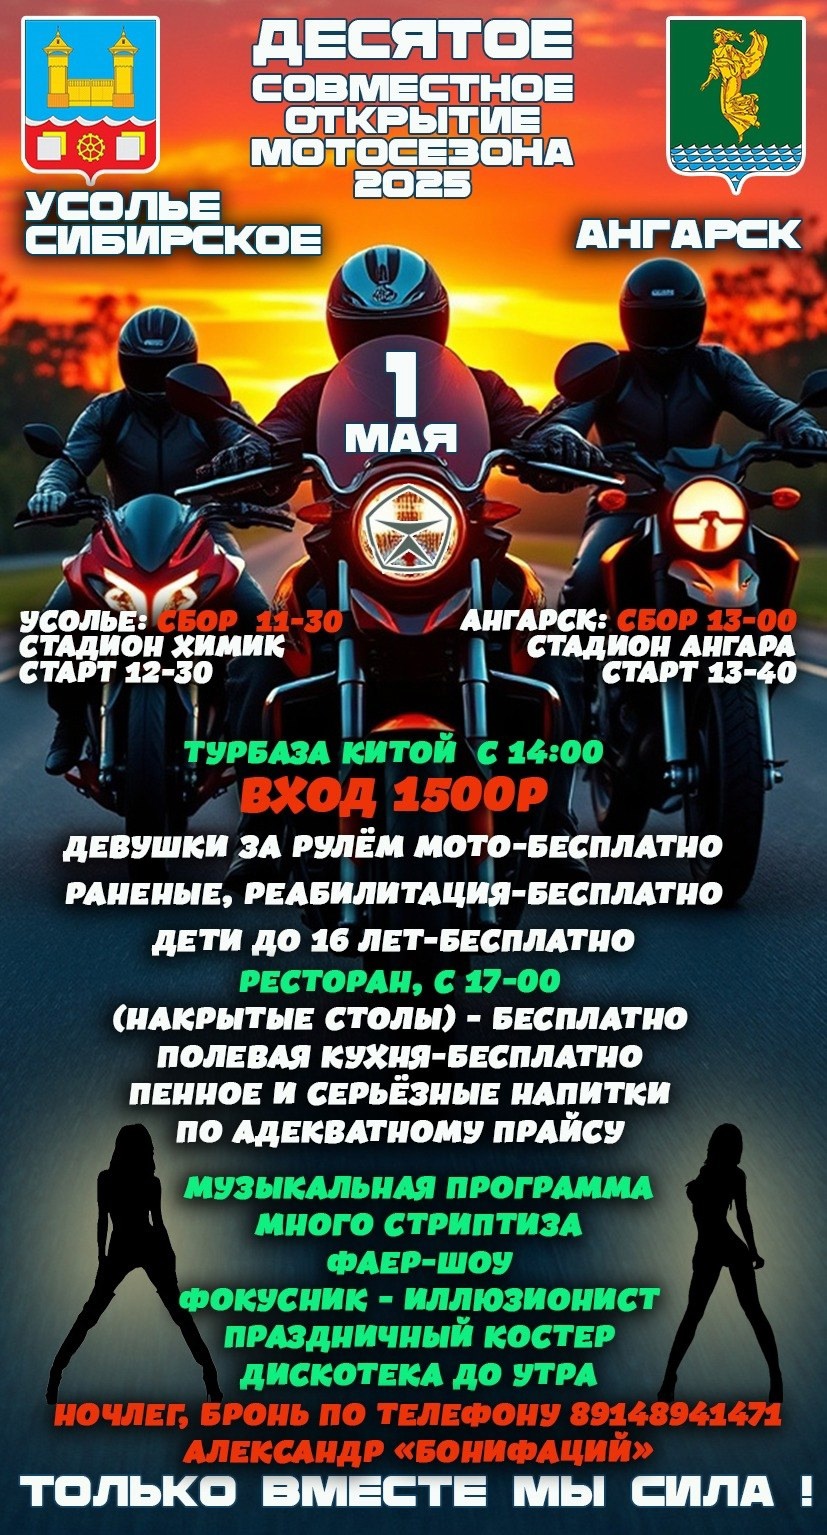 ДЕСЯТОЕ
СОВМЕСТНОЕ
ОТКРЫТИЕ
МОТОСЕЗОНА
2025
УСОЛЬЕ
СИБИРСКОЕ
АНГАРСК
1
МАЯ
УСОЛЬЕ: СБОР 11-30
СТАДИОН ХИМИК
СТАРТ 12-30
АНГАРСК: СБОР 13-00
СТАДИОН АНГАРА
СТАРТ 13-40
ТУРБАЗА КИТОЙ С 14:00
ВХОД 1500Р
ДЕВУШКИ ЗА РУЛЁМ МОТО-БЕСПЛАТНО
РАНЕНЫЕ, РЕАБИЛИТАЦИЯ-БЕСПЛАТНО
ДЕТИ ДО 16 ЛЕТ-БЕСПЛАТНО
РЕСТОРАН, С 17-00
(НАКРЫТЫЕ СТОЛЫ) - БЕСПЛАТНО
ПОЛЕВАЯ КУХНЯ-БЕСПЛАТНО
ПЕННОЕ И СЕРЬЁЗНЫЕ НАПИТКИ
ПО АДЕКВАТНОМУ ПРАЙСУ
МУЗЫКАЛЬНАЯ ПРОГРАММА
МНОГО СТРИПТИЗА
ФАЕР-ШОУ
ФОКУСНИК - ИЛЛЮЗИОНИСТ
ПРАЗДНИЧНЫЙ КОСТЕР
ДИСКОТЕКА ДО УТРА
НОЧЛЕГ, БРОНЬ ПО ТЕЛЕФОНУ 89148941471
АЛЕКСАНДР «БОНИФАЦИЙ»
ТОЛЬКО ВМЕСТЕ МЫ СИЛА !